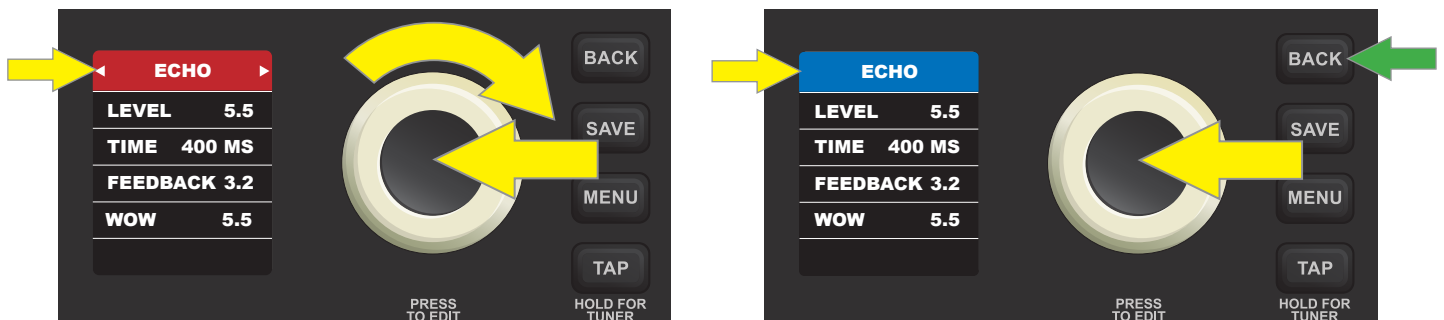 ECHO
LEVEL 5.5
TIME 400 MS
FEEDBACK 3.2
WOW 5.5
BACK
SAVE
MENU
TAP
PRESS
TO EDIT
HOLD FOR
TUNER
ECHO
LEVEL 5.5
TIME 400 MS
FEEDBACK 3.2
WOW 5.5
BACK
SAVE
MENU
TAP
PRESS
TO EDIT
HOLD FOR
TUNER